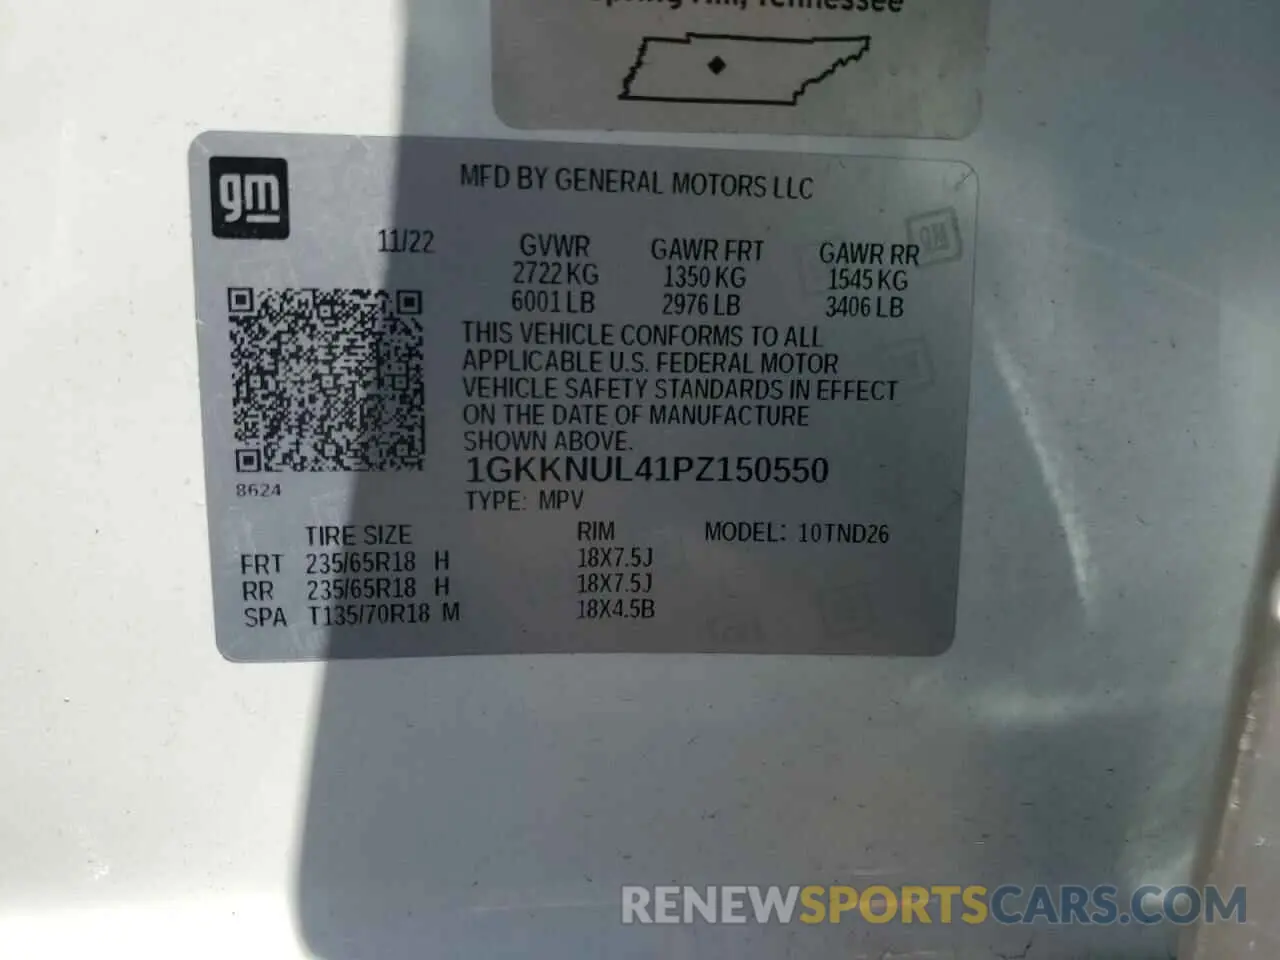 Spring Hill, Tennessee
gm
MFD BY GENERAL MOTORS LLC
11/22
GVWR GAWR FRT GAWR RR
2722 KG 1350 KG 1545 KG
6001 LB 2976 LB 3406 LB
THIS VEHICLE CONFORMS TO ALL
APPLICABLE U.S. FEDERAL MOTOR
VEHICLE SAFETY STANDARDS IN EFFECT
ON THE DATE OF MANUFACTURE
SHOWN ABOVE.
1GKKNUL41PZ150550
8624
TYPE: MPV
TIRE SIZE RIM MODEL: 10TND26
FRT 235/65R18 H 18X7.5J
RR 235/65R18 H 18X7.5J
SPA T135/70R18 M 18X4.5B
RENEWSPORTSCARS.COM